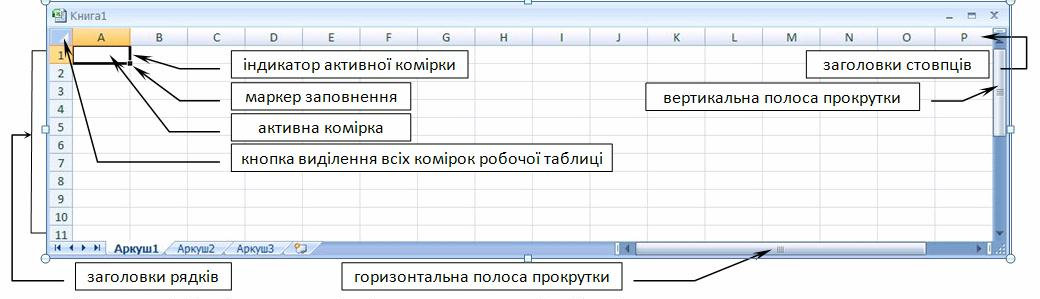 Книга1
A B C D E F G H I J K L M N O P
1
індикатор активної комірки
заголовки стовпців
2
3
маркер заповнення
вертикальна полоса прокрутки
4
5
активна комірка
6
7
кнопка виділення всіх комірок робочої таблиці
8
9
10
11
Аркуш1 Аркуш2 Аркуш3
заголовки рядків
горизонтальна полоса прокрутки